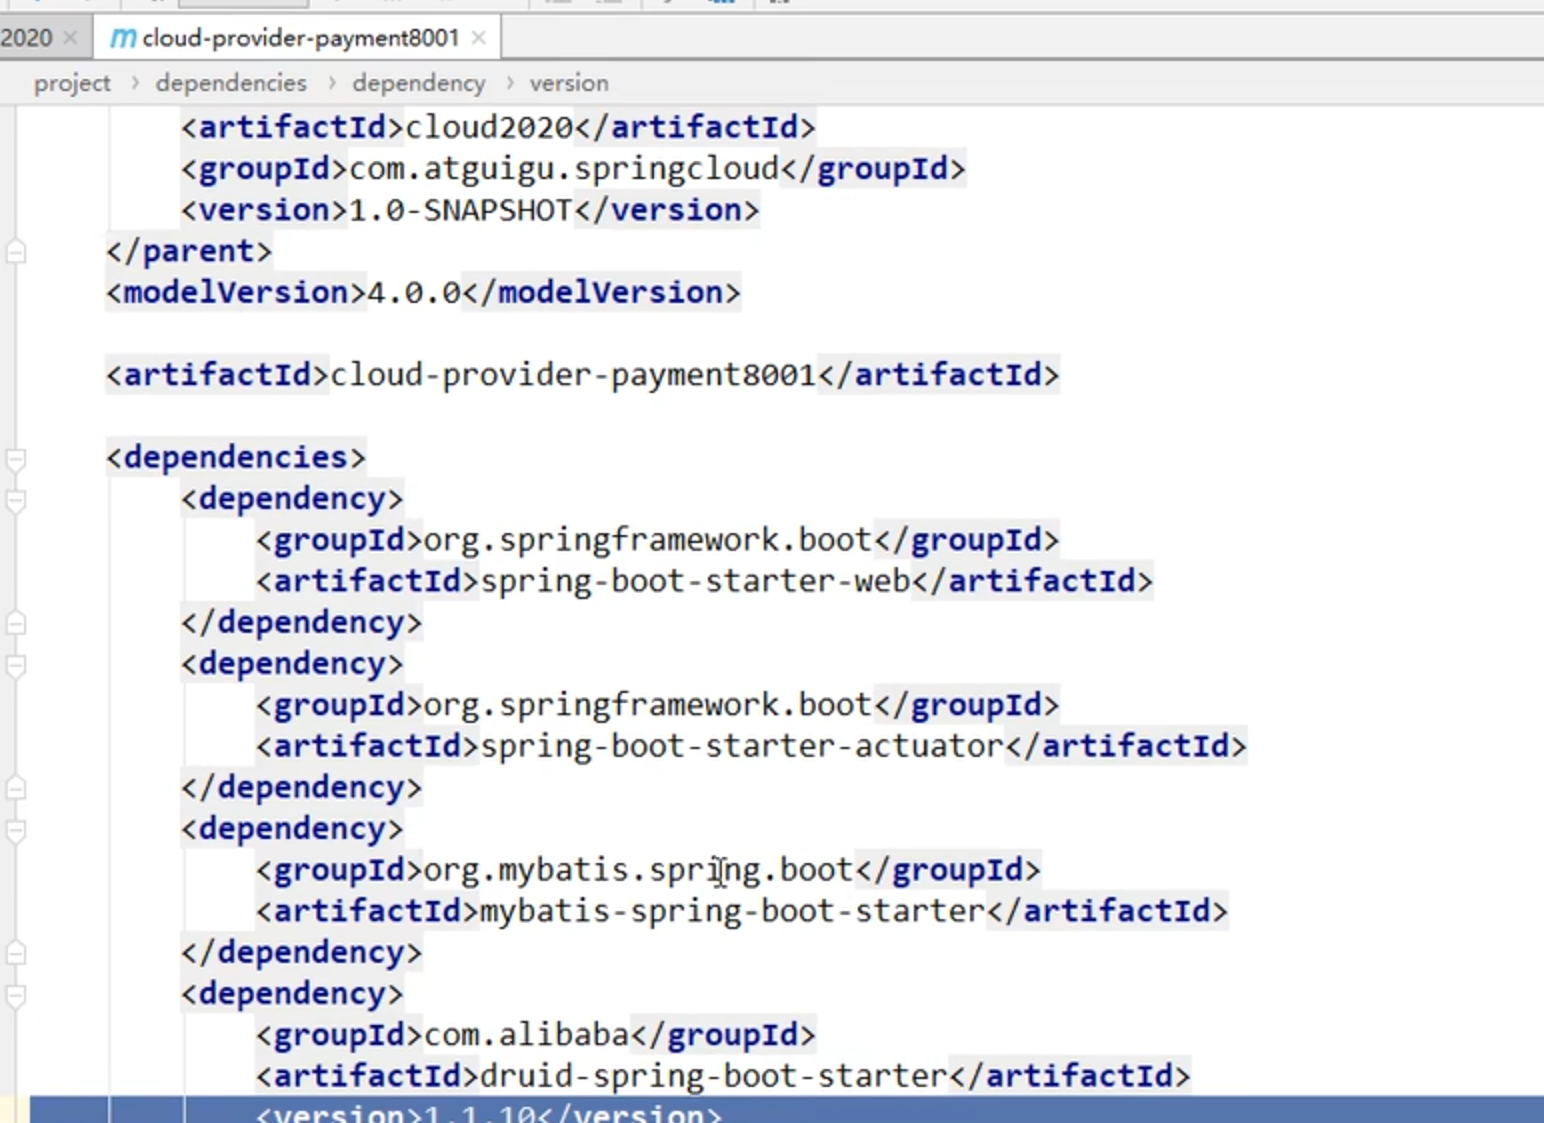 2020 ×
m cloud-provider-payment8001 ×
project › dependencies › dependency › version
<artifactId>cloud2020</artifactId>
<groupId>com.atguigu.springcloud</groupId>
<version>1.0-SNAPSHOT</version>
</parent>
<modelVersion>4.0.0</modelVersion>
<artifactId>cloud-provider-payment8001</artifactId>
<dependencies>
<dependency>
<groupId>org.springframework.boot</groupId>
<artifactId>spring-boot-starter-web</artifactId>
</dependency>
<dependency>
<groupId>org.springframework.boot</groupId>
<artifactId>spring-boot-starter-actuator</artifactId>
</dependency>
<dependency>
<groupId>org.mybatis.spring.boot</groupId>
<artifactId>mybatis-spring-boot-starter</artifactId>
</dependency>
<dependency>
<groupId>com.alibaba</groupId>
<artifactId>druid-spring-boot-starter</artifactId>
<version>1.1.10</version>